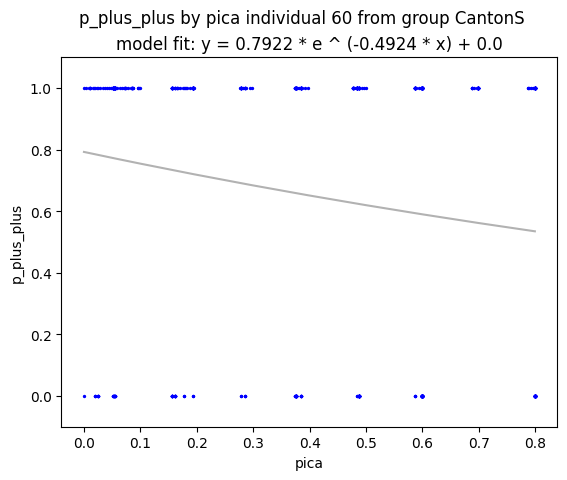 p_plus_plus by pica individual 60 from group CantonS
model fit: y = 0.7922 * e ^ (-0.4924 * x) + 0.0
1.0
0.8
0.6
0.4
0.2
0.0
p_plus_plus
0.0 0.1 0.2 0.3 0.4 0.5 0.6 0.7 0.8
pica